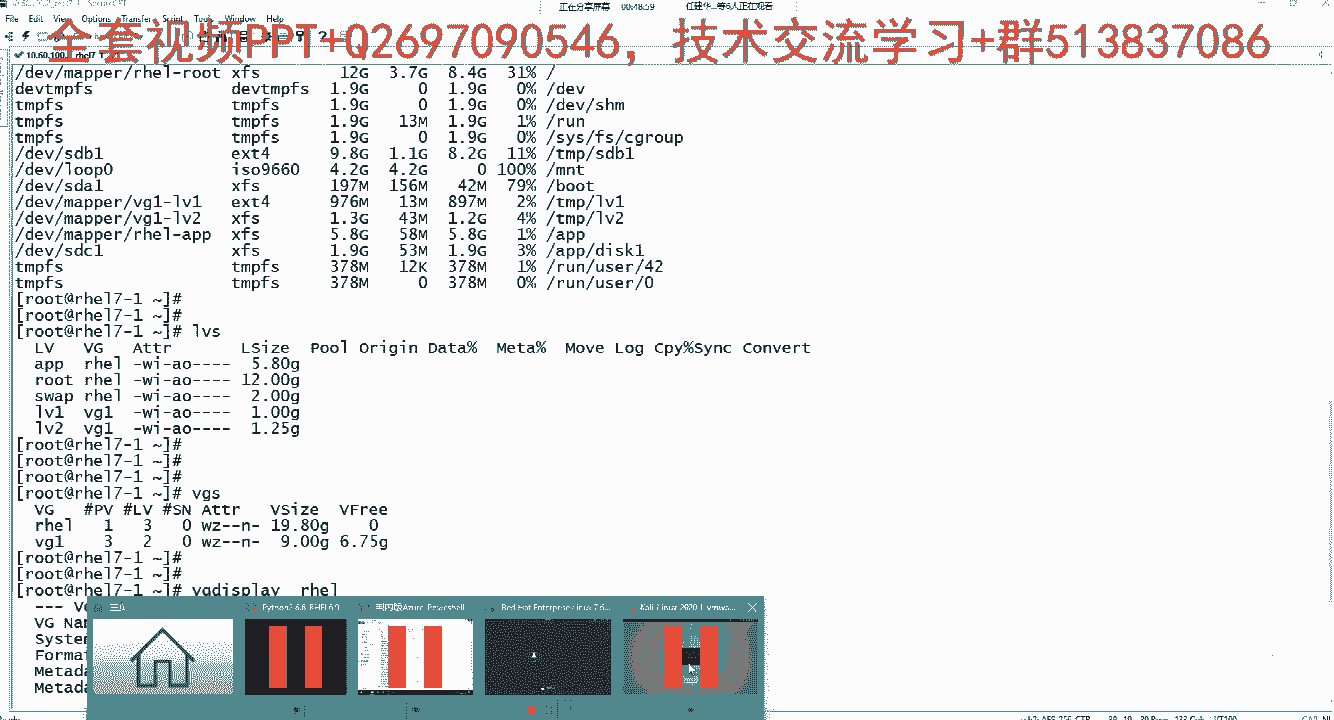 正在分享屏幕 00:48:59
File Edit View Options Transfer Script Tools Window Help
全套视频PPT+Q2697090546，技术交流学习+群513837086
/dev/mapper/rhel-root xfs 12G 3.7G 8.4G 31% /
devtmpfs devtmpfs 1.9G 0 1.9G 0% /dev
tmpfs tmpfs 1.9G 0 1.9G 0% /dev/shm
tmpfs tmpfs 1.9G 13M 1.9G 1% /run
tmpfs tmpfs 1.9G 0 1.9G 0% /sys/fs/cgroup
/dev/sdb1 ext4 9.8G 1.1G 8.2G 11% /tmp/sdb1
/dev/loop0 iso9660 4.2G 4.2G 0 100% /mnt
/dev/sda1 xfs 197M 156M 42M 79% /boot
/dev/mapper/vg1-lv1 ext4 976M 13M 897M 2% /tmp/lv1
/dev/mapper/vg1-lv2 xfs 1.3G 43M 1.2G 4% /tmp/lv2
/dev/mapper/rhel-app xfs 5.8G 58M 5.8G 1% /app
/dev/sdc1 xfs 1.9G 53M 1.9G 3% /app/disk1
tmpfs tmpfs 378M 12K 378M 1% /run/user/42
tmpfs tmpfs 378M 0 378M 0% /run/user/0
[root@rhel7-1 ~]#
[root@rhel7-1 ~]#
[root@rhel7-1 ~]# lvs
LV VG Attr LSize Pool Origin Data% Meta% Move Log Cpy%Sync Convert
app rhel -wi-ao---- 5.80g
root rhel -wi-ao---- 12.00g
swap rhel -wi-ao---- 2.00g
lv1 vg1 -wi-ao---- 1.00g
lv2 vg1 -wi-ao---- 1.25g
[root@rhel7-1 ~]#
[root@rhel7-1 ~]#
[root@rhel7-1 ~]#
[root@rhel7-1 ~]# vgs
VG #PV #LV #SN Attr VSize VFree
rhel 1 3 0 wz--n- 19.80g 0
vg1 3 2 0 wz--n- 9.00g 6.75g
[root@rhel7-1 ~]#
[root@rhel7-1 ~]#
[root@rhel7-1 ~]# vgdisplay rhel
--- V
VG Na
Syste
Forma
Metad
Metad
主页
Red Hat Enterprise Linux 7.6...
Kali Linux 2020.1 vmwa...